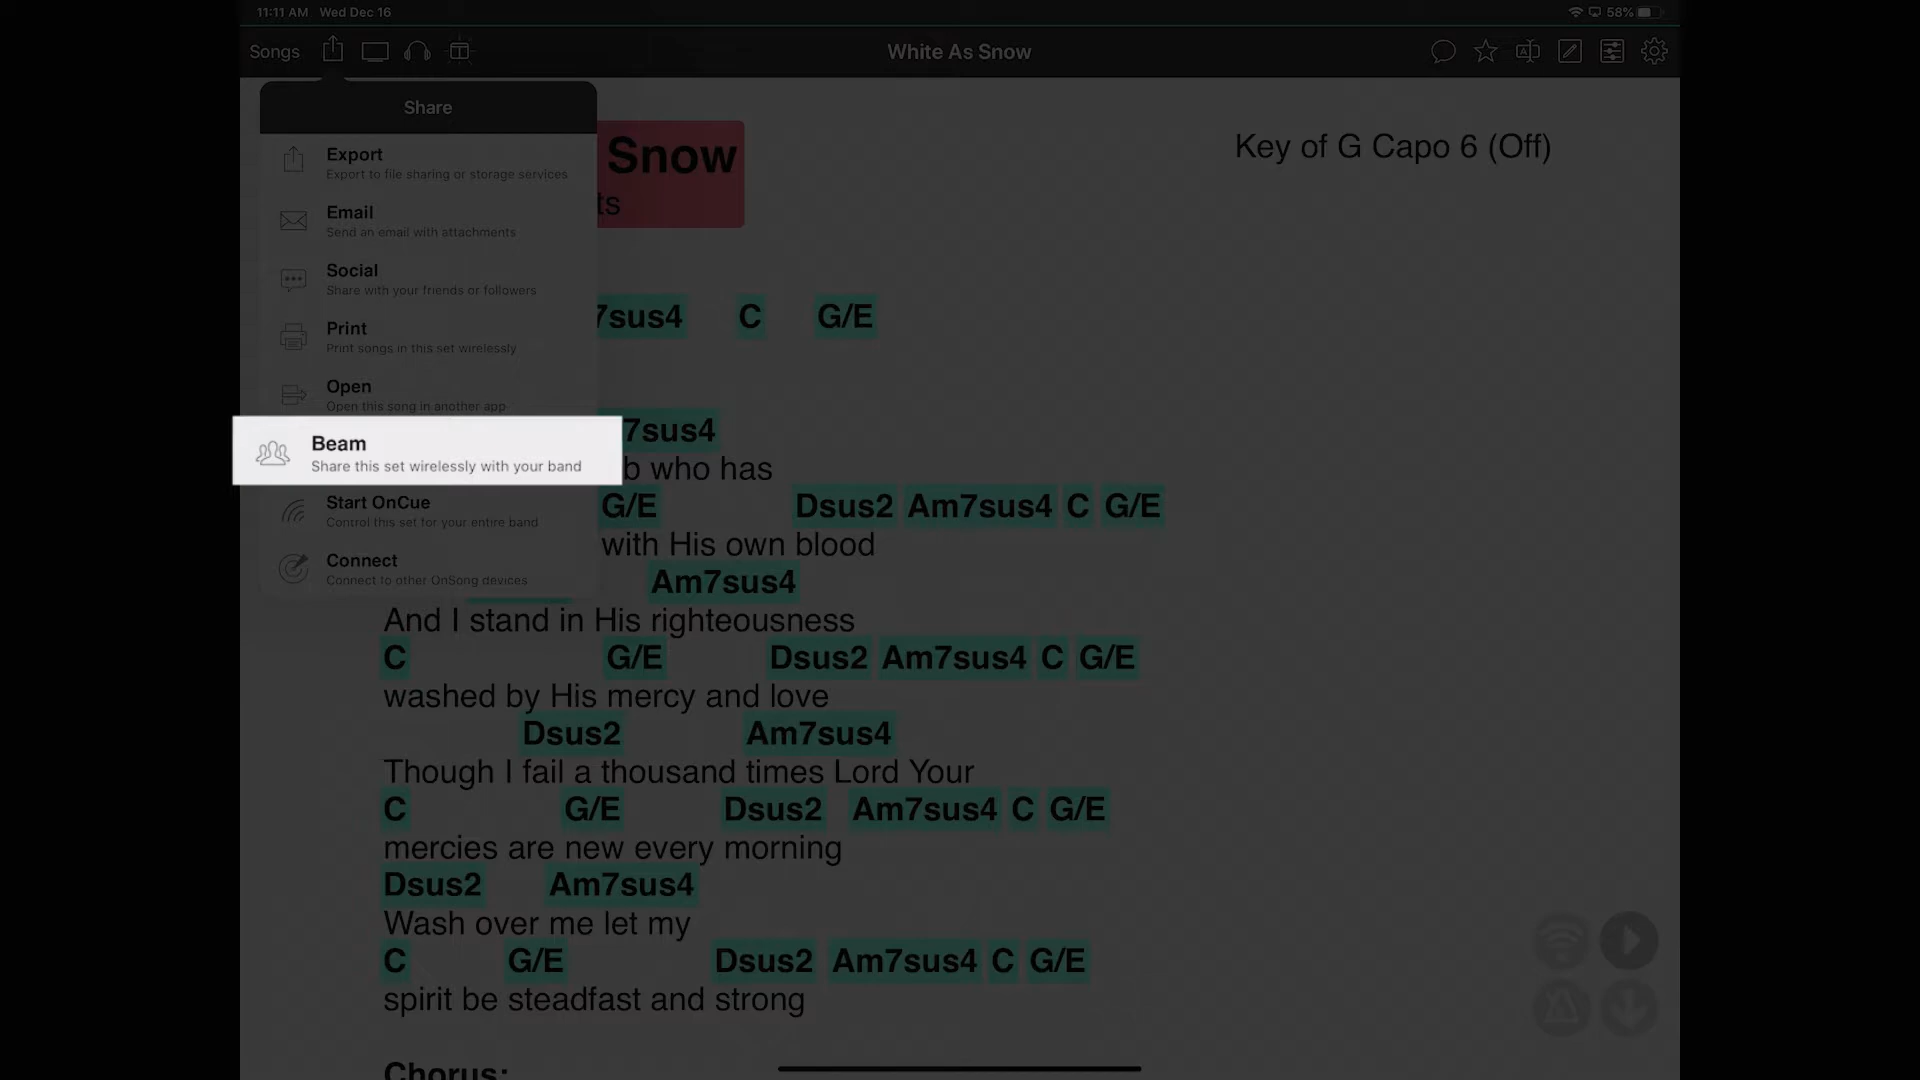 11:11 AM Wed Dec 16
58%
Songs
White As Snow
Share
Export
Export to file sharing or storage services
Email
Send an email with attachments
Social
Share with your friends or followers
Print
Print songs in this set wirelessly
Open
Open this song in another app
Beam
Share this set wirelessly with your band
Start OnCue
Control this set for your entire band
Connect
Connect to other OnSong devices
Snow
ts
Key of G Capo 6 (Off)
7sus4 C G/E
7sus4
b who has
G/E Dsus2 Am7sus4 C G/E
with His own blood
Am7sus4
And I stand in His righteousness
C G/E Dsus2 Am7sus4 C G/E
washed by His mercy and love
Dsus2 Am7sus4
Though I fail a thousand times Lord Your
C G/E Dsus2 Am7sus4 C G/E
mercies are new every morning
Dsus2 Am7sus4
Wash over me let my
C G/E Dsus2 Am7sus4 C G/E
spirit be steadfast and strong
Chorus: